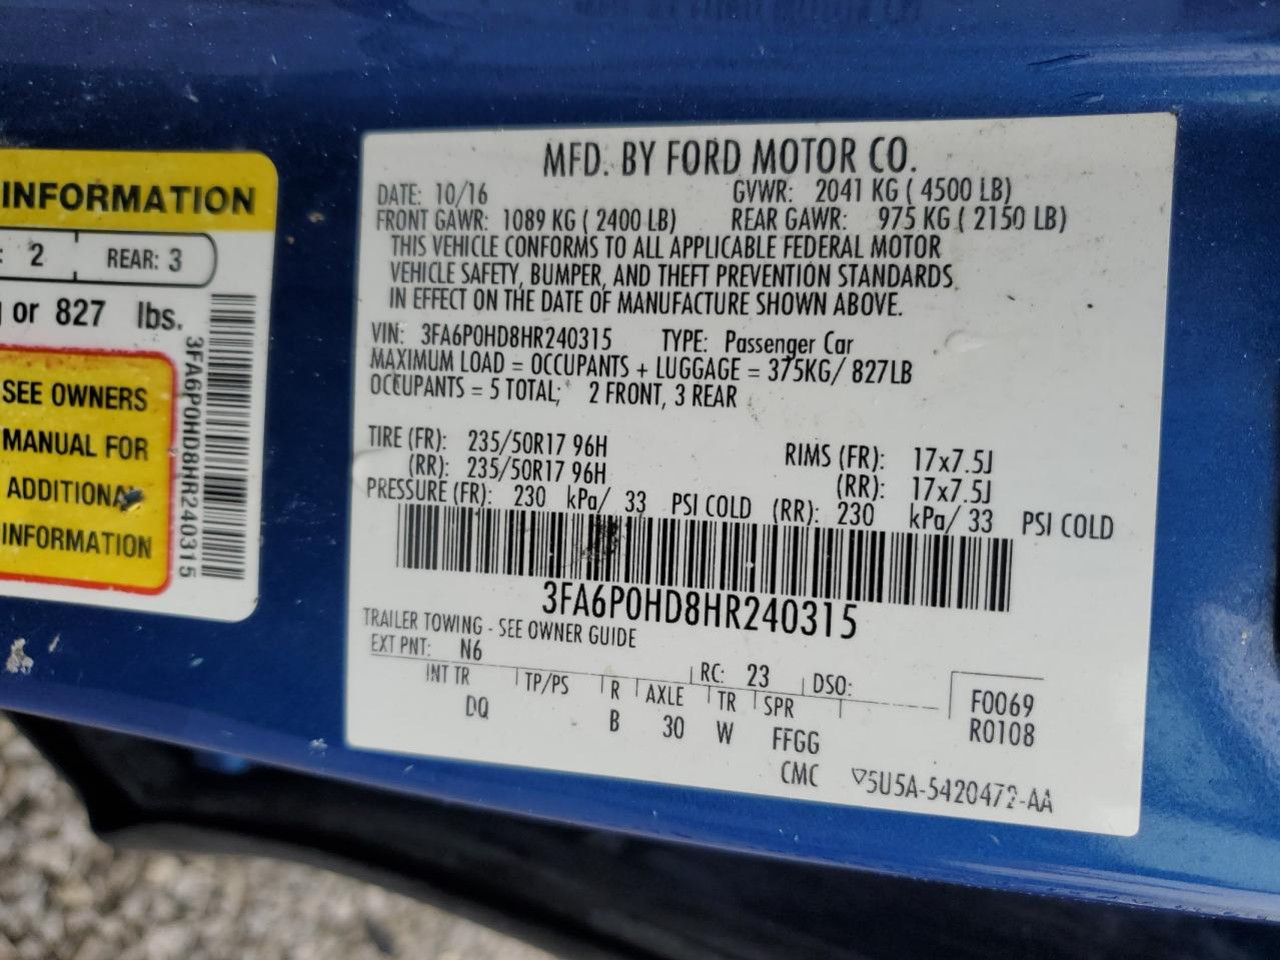 INFORMATION
: 2 REAR: 3
or 827 lbs.
SEE OWNERS
MANUAL FOR
ADDITIONAL
INFORMATION
3FA6P0HD8HR240315
MFD. BY FORD MOTOR CO.
DATE: 10/16 GVWR: 2041 KG ( 4500 LB)
FRONT GAWR: 1089 KG ( 2400 LB) REAR GAWR: 975 KG ( 2150 LB)
THIS VEHICLE CONFORMS TO ALL APPLICABLE FEDERAL MOTOR
VEHICLE SAFETY, BUMPER, AND THEFT PREVENTION STANDARDS
IN EFFECT ON THE DATE OF MANUFACTURE SHOWN ABOVE.
VIN: 3FA6P0HD8HR240315 TYPE: Passenger Car
MAXIMUM LOAD = OCCUPANTS + LUGGAGE = 375KG/ 827LB
OCCUPANTS = 5 TOTAL; 2 FRONT, 3 REAR
TIRE (FR): 235/50R17 96H RIMS (FR): 17x7.5J
(RR): 235/50R17 96H (RR): 17x7.5J
PRESSURE (FR): 230 kPa/ 33 PSI COLD (RR): 230 kPa/ 33 PSI COLD
3FA6P0HD8HR240315
TRAILER TOWING - SEE OWNER GUIDE
EXT PNT: N6 RC: 23 DSO:
INT TR TP/PS R AXLE TR SPR F0069
DQ B 30 W FFGG R0108
CMC ▽5U5A-5420472-AA